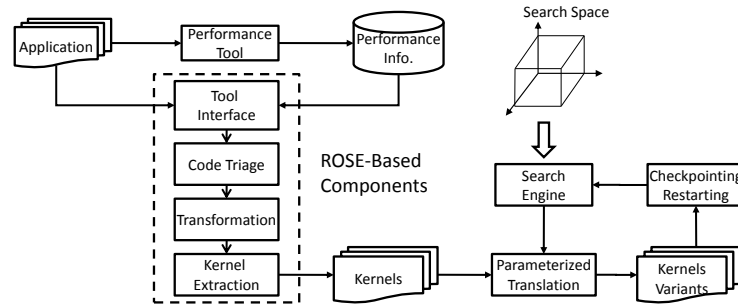 Search Space
Application
Performance
Tool
Performance
Info.
Tool
Interface
Code Triage
ROSE-Based
Components
Transformation
Kernel
Extraction
Kernels
Search
Engine
Checkpointing
Restarting
Parameterized
Translation
Kernels
Variants